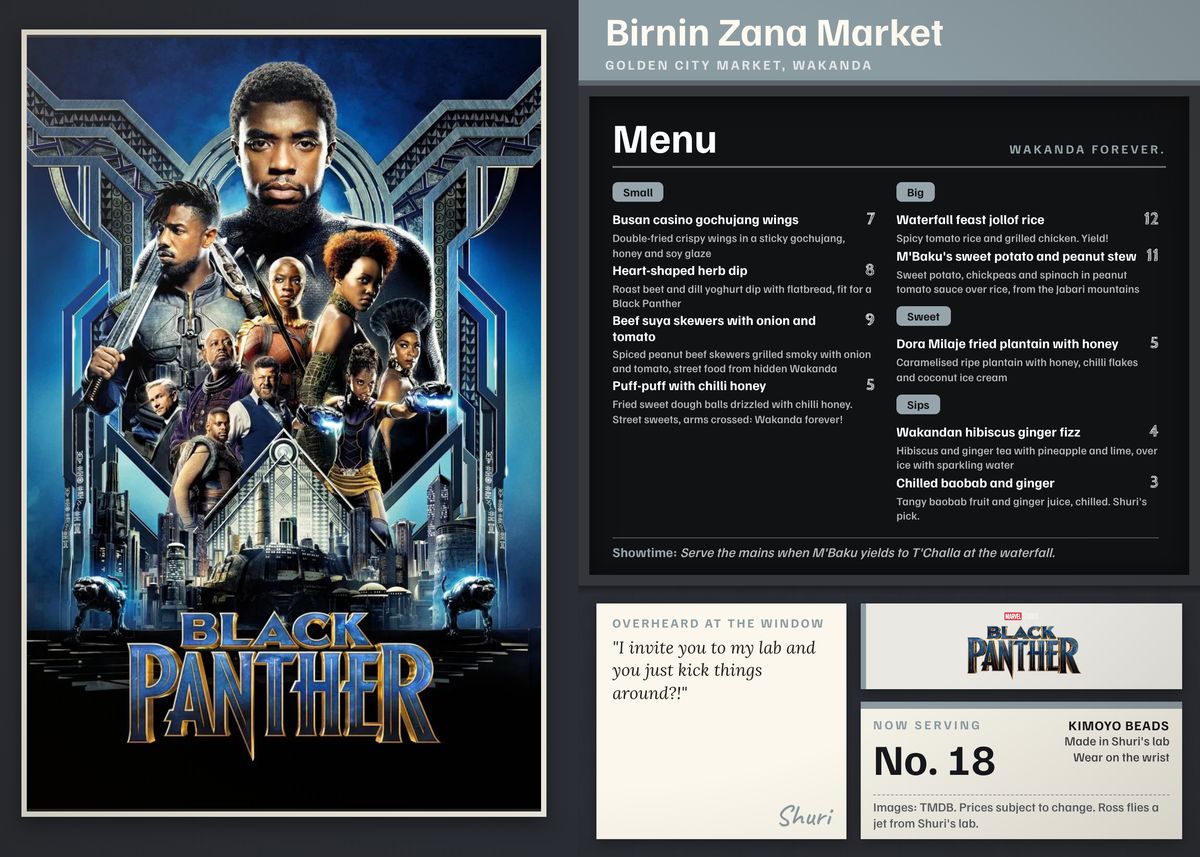 BLACK
PANTHER
Birnin Zana Market
GOLDEN CITY MARKET, WAKANDA
Menu
WAKANDA FOREVER.
Small
Busan casino gochujang wings 7
Double-fried crispy wings in a sticky gochujang,
honey and soy glaze
Heart-shaped herb dip 8
Roast beet and dill yoghurt dip with flatbread, fit for a
Black Panther
Beef suya skewers with onion and 9
tomato
Spiced peanut beef skewers grilled smoky with onion
and tomato, street food from hidden Wakanda
Puff-puff with chilli honey 5
Fried sweet dough balls drizzled with chilli honey.
Street sweets, arms crossed: Wakanda forever!
Big
Waterfall feast jollof rice 12
Spicy tomato rice and grilled chicken. Yield!
M'Baku's sweet potato and peanut stew 11
Sweet potato, chickpeas and spinach in peanut
tomato sauce over rice, from the Jabari mountains
Sweet
Dora Milaje fried plantain with honey 5
Caramelised ripe plantain with honey, chilli flakes
and coconut ice cream
Sips
Wakandan hibiscus ginger fizz 4
Hibiscus and ginger tea with pineapple and lime, over
ice with sparkling water
Chilled baobab and ginger 3
Tangy baobab fruit and ginger juice, chilled. Shuri's
pick.
Showtime: Serve the mains when M'Baku yields to T'Challa at the waterfall.
OVERHEARD AT THE WINDOW
"I invite you to my lab and
you just kick things
around?!"
Shuri
MARVEL
BLACK
PANTHER
NOW SERVING
No. 18
KIMOYO BEADS
Made in Shuri's lab
Wear on the wrist
Images: TMDB. Prices subject to change. Ross flies a
jet from Shuri's lab.